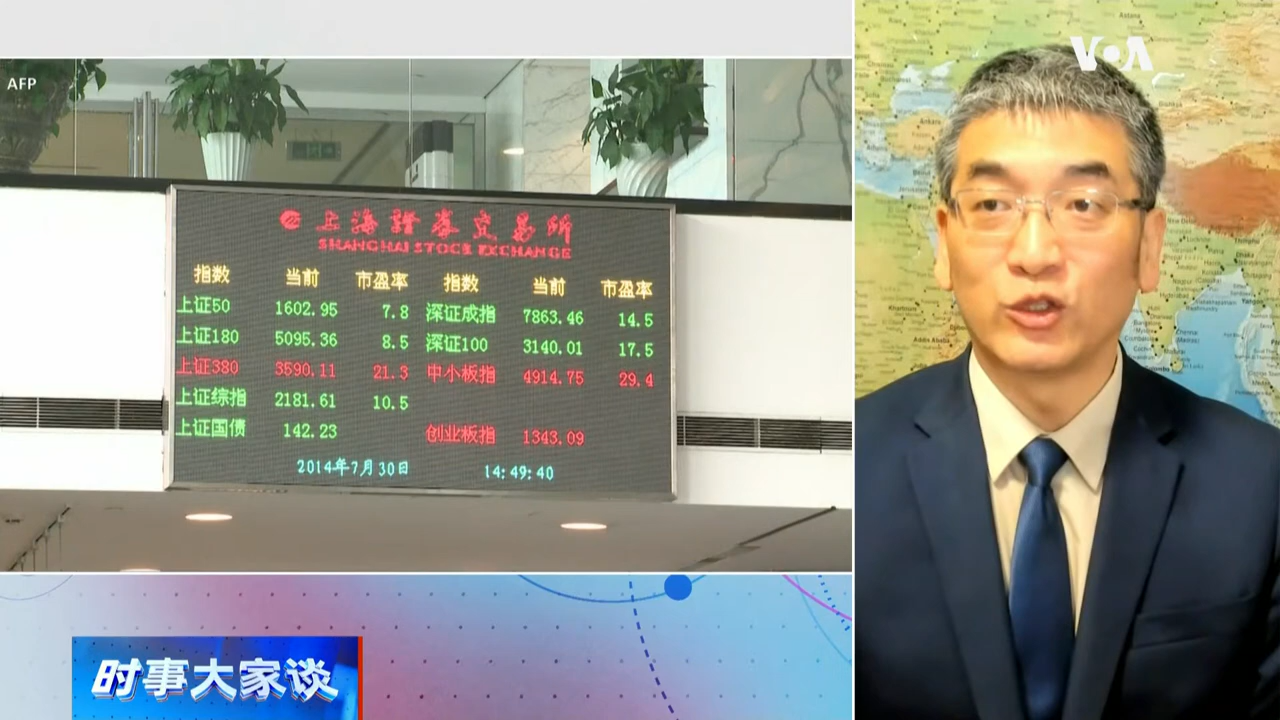 AFP
VOA
上海證券交易所
SHANGHAI STOCK EXCHANGE
指数 当前 市盈率 指数 当前 市盈率
上证50 1602.95 7.8 深证成指 7863.46 14.5
上证180 5095.36 8.5 深证100 3140.01 17.5
上证380 3590.11 21.3 中小板指 4914.75 29.4
上证综指 2181.61 10.5
上证国债 142.23 创业板指 1343.09
2014年7月30日 14:49:40
时事大家谈